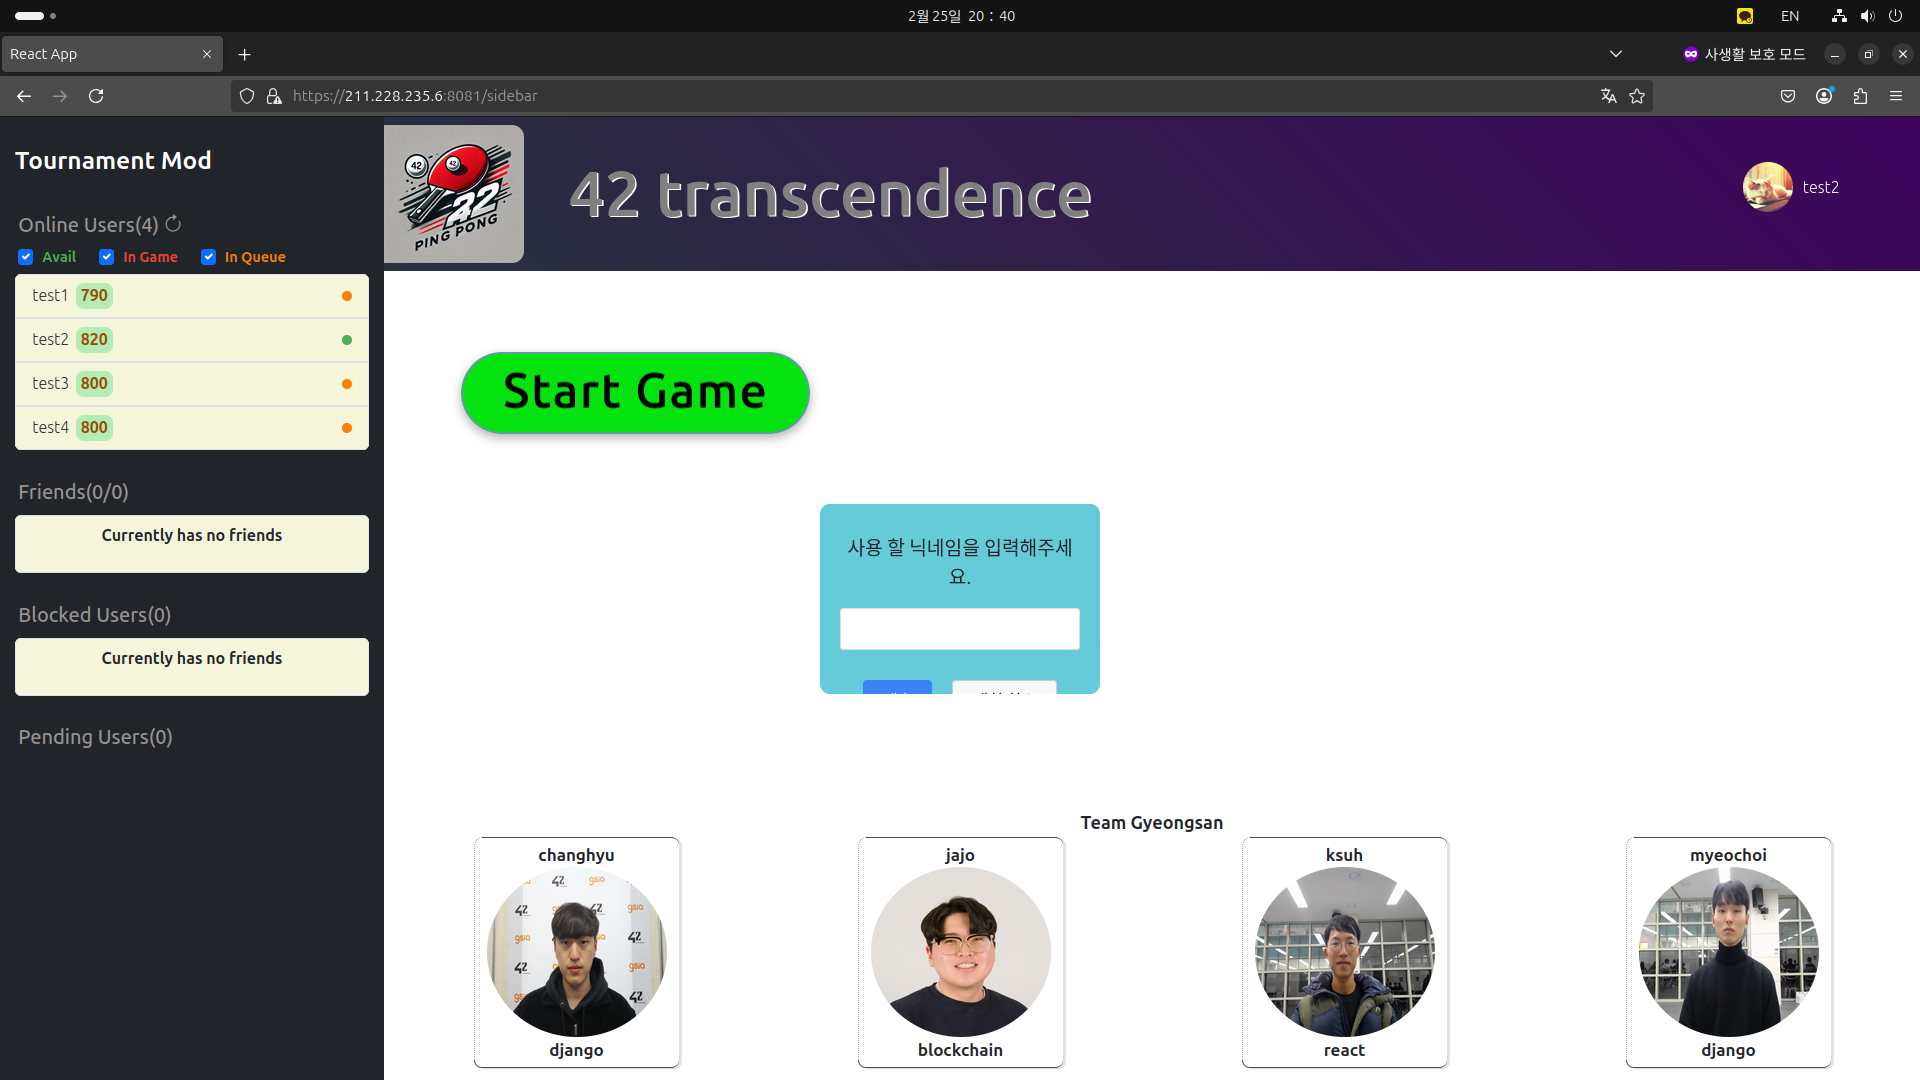 2월 25일 20 : 40
EN
React App
사생활 보호 모드
https://211.228.235.6:8081/sidebar
Tournament Mod
Online Users(4)
Avail
In Game
In Queue
test1 790
test2 820
test3 800
test4 800
Friends(0/0)
Currently has no friends
Blocked Users(0)
Currently has no friends
Pending Users(0)
42
42
42
PING PONG
42 transcendence
test2
Start Game
사용 할 닉네임을 입력해주세
요.
Team Gyeongsan
changhyu
django
jajo
blockchain
ksuh
react
myeochoi
django